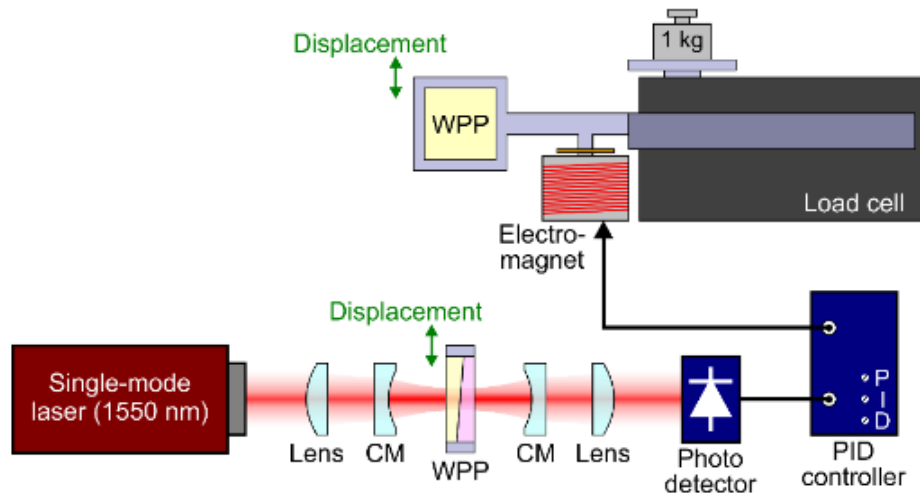 Displacement
1 kg
WPP
Load cell
Electro-
magnet
Displacement
Single-mode
laser (1550 nm)
Lens
CM
WPP
CM
Lens
Photo
detector
P
I
D
PID
controller